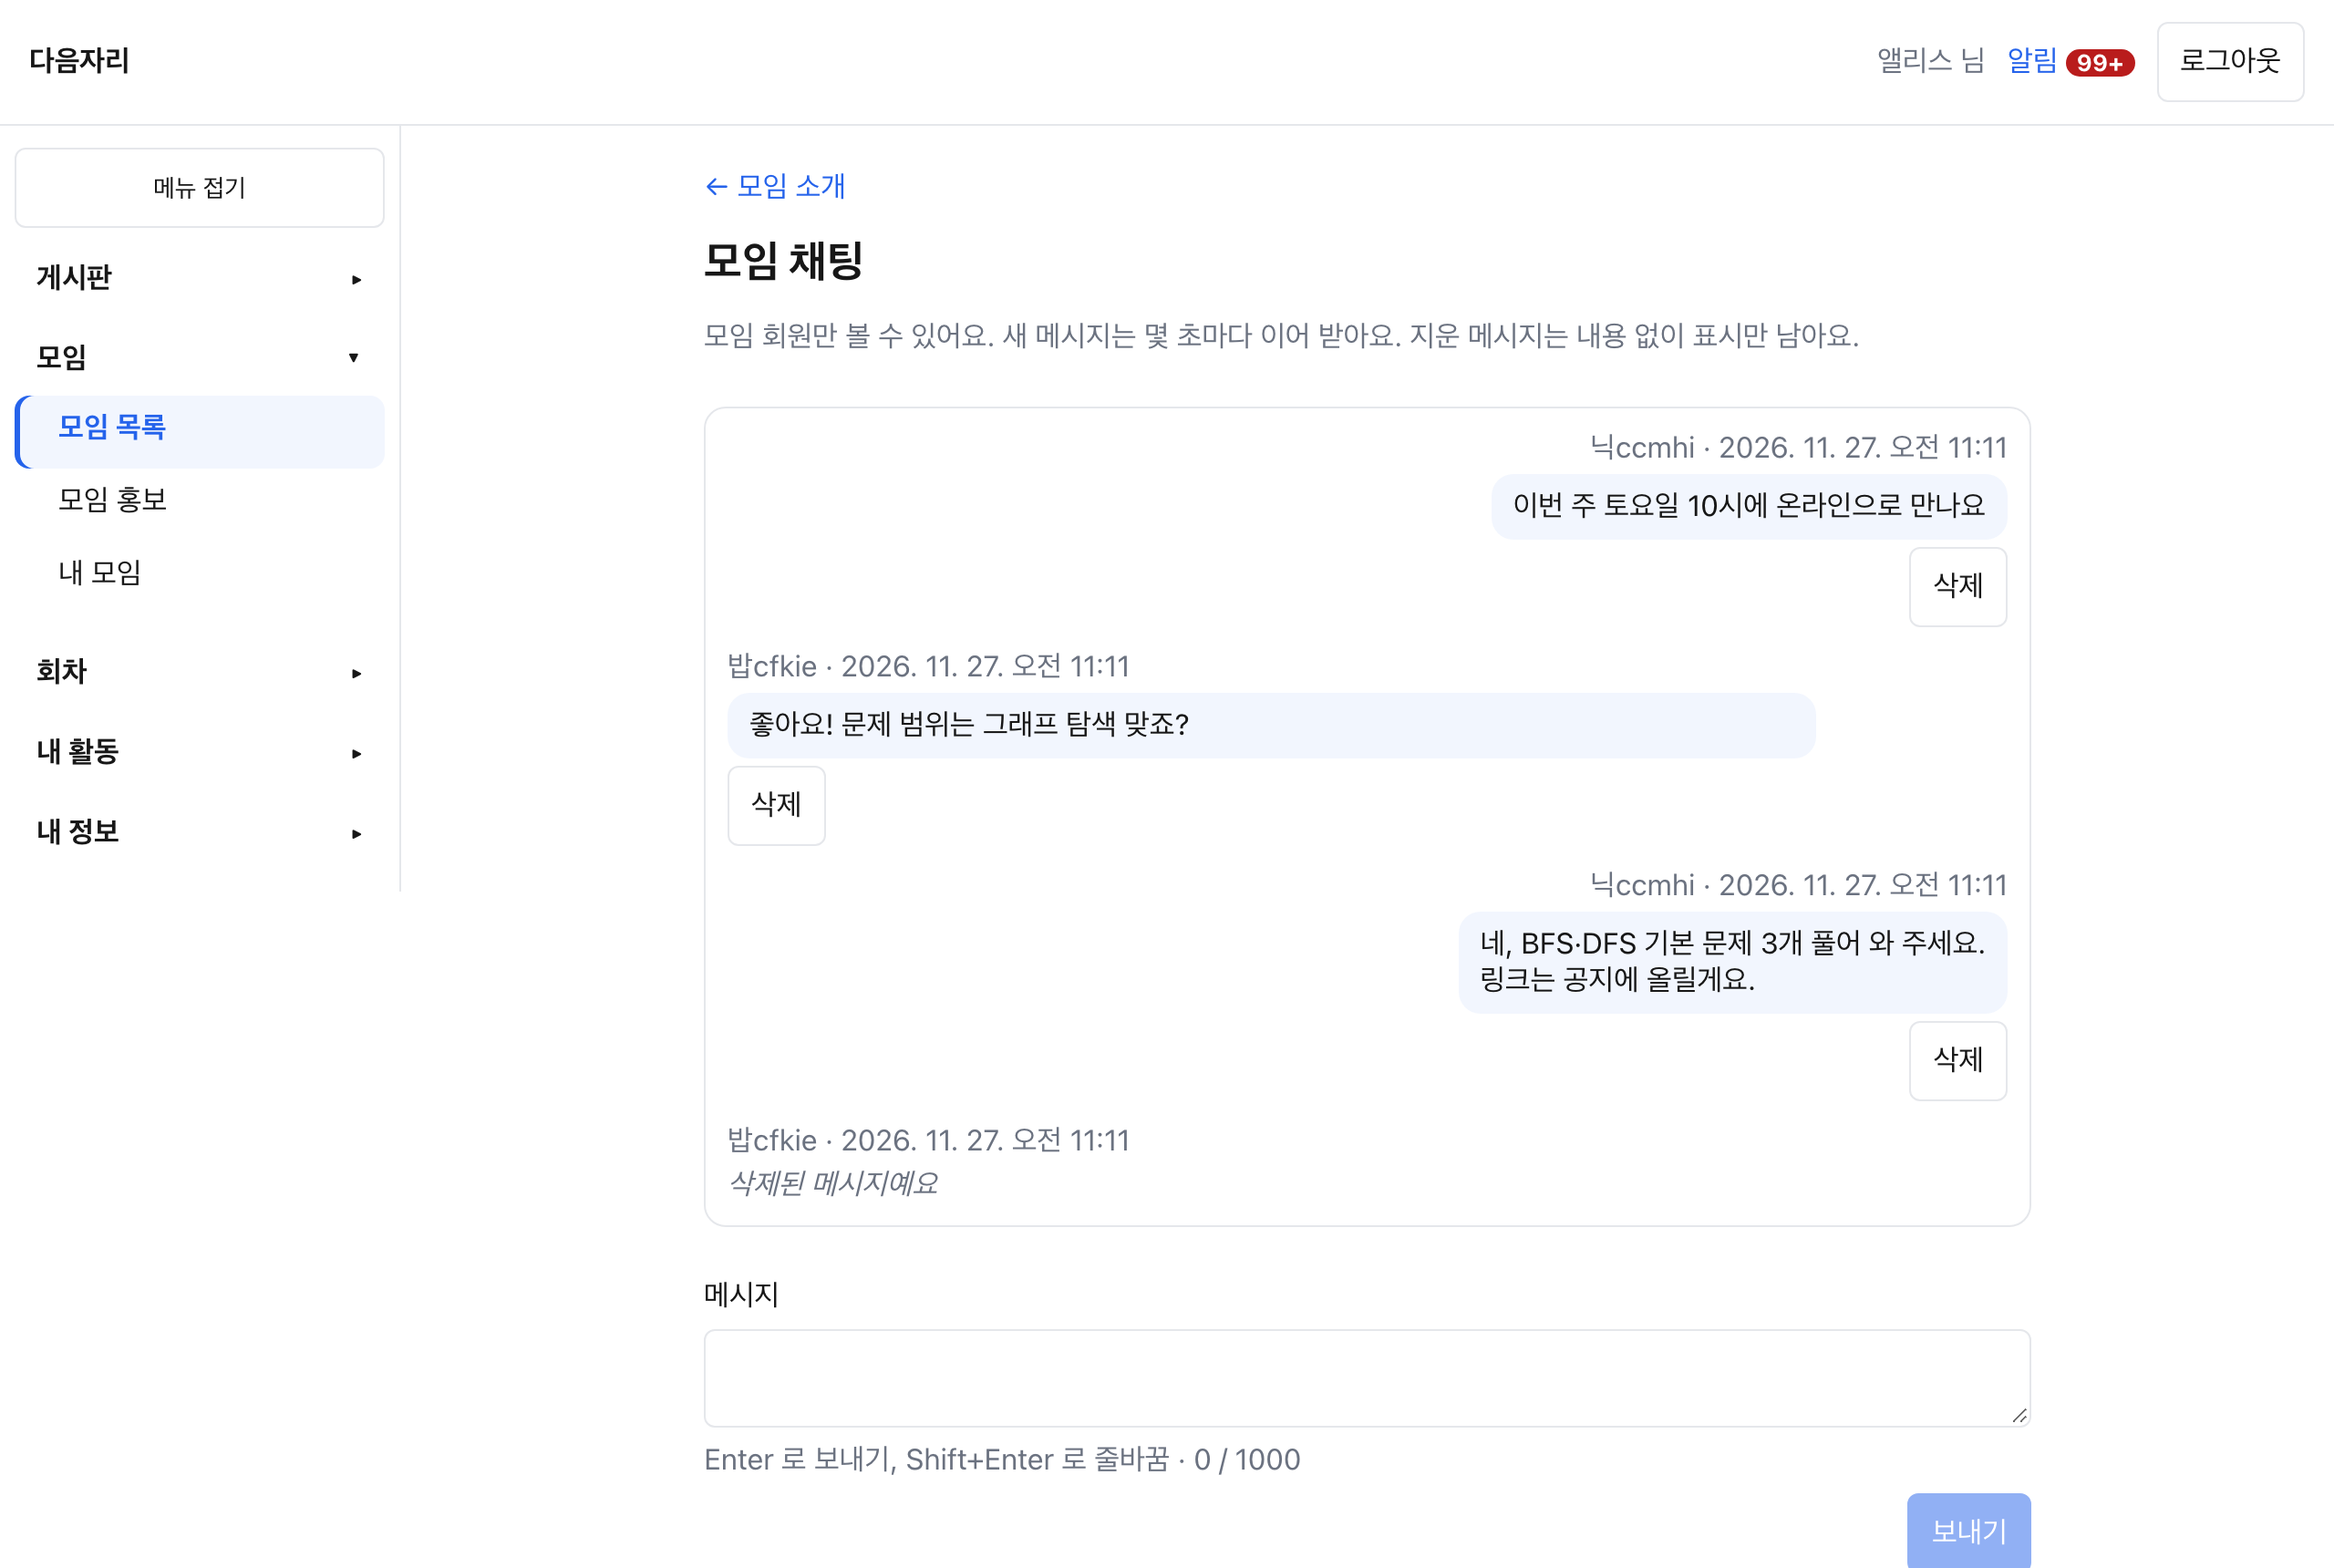 다음자리
앨리스 님 알림 99+ 로그아웃
메뉴 접기
게시판
모임
모임 목록
모임 홍보
내 모임
회차
내 활동
내 정보
← 모임 소개
모임 채팅
모임 회원만 볼 수 있어요. 새 메시지는 몇 초마다 이어 받아요. 지운 메시지는 내용 없이 표시만 남아요.
닉ccmhi · 2026. 11. 27. 오전 11:11
이번 주 토요일 10시에 온라인으로 만나요
삭제
밥cfkie · 2026. 11. 27. 오전 11:11
좋아요! 문제 범위는 그래프 탐색 맞죠?
삭제
닉ccmhi · 2026. 11. 27. 오전 11:11
네, BFS·DFS 기본 문제 3개 풀어 와 주세요.
링크는 공지에 올릴게요.
삭제
밥cfkie · 2026. 11. 27. 오전 11:11
삭제된 메시지예요
메시지
Enter 로 보내기, Shift+Enter 로 줄바꿈 · 0 / 1000
보내기